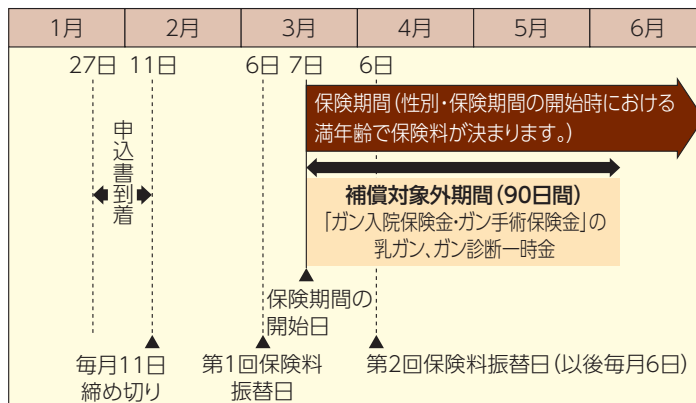 1月 2月 3月 4月 5月 6月
27日 11日 6日 7日 6日
保険期間(性別・保険期間の開始時における
満年齢で保険料が決まります。)
申込書到着
補償対象外期間(90日間)
「ガン入院保険金・ガン手術保険金」の
乳ガン、ガン診断一時金
保険期間の
開始日
毎月11日
締め切り
第1回保険料
振替日
第2回保険料振替日(以後毎月6日)